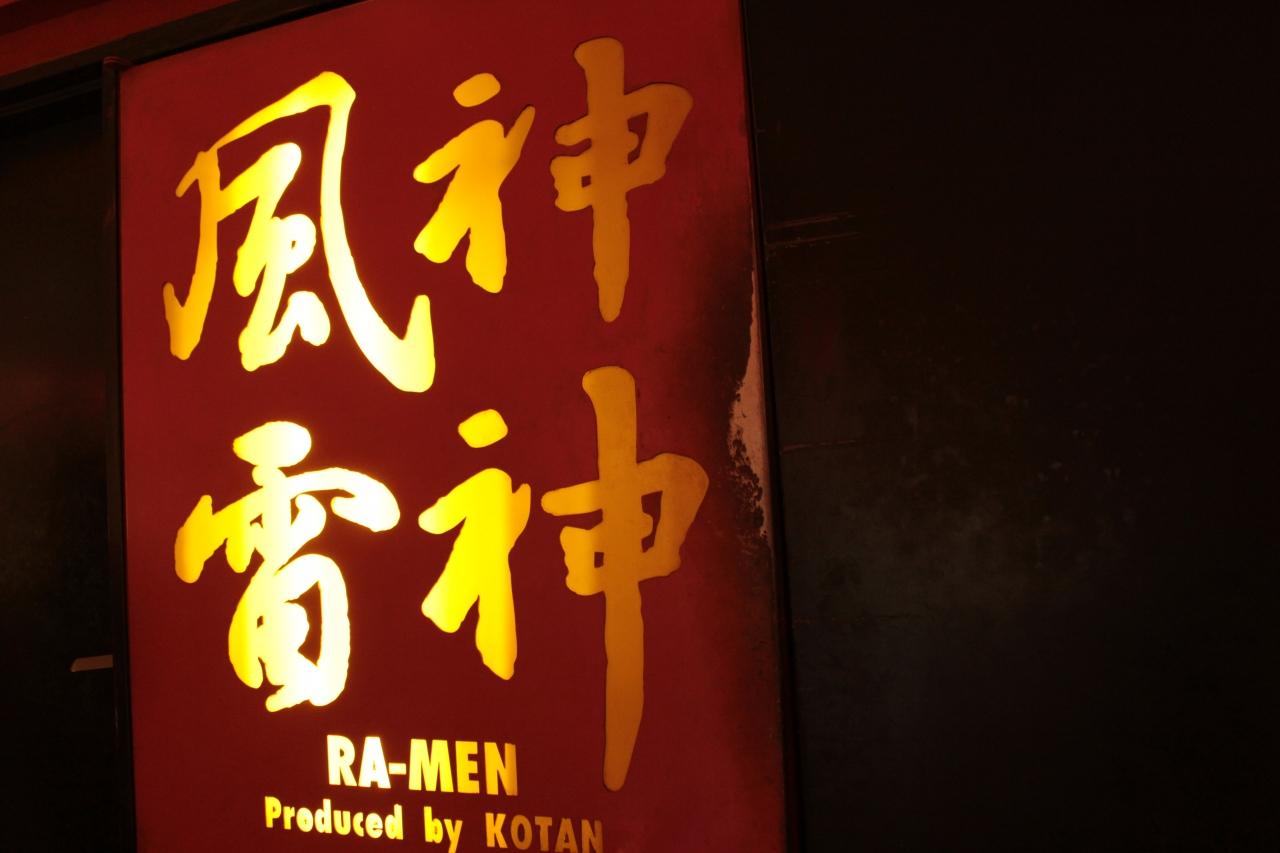 風神
雷神
RA-MEN
Produced by KOTAN